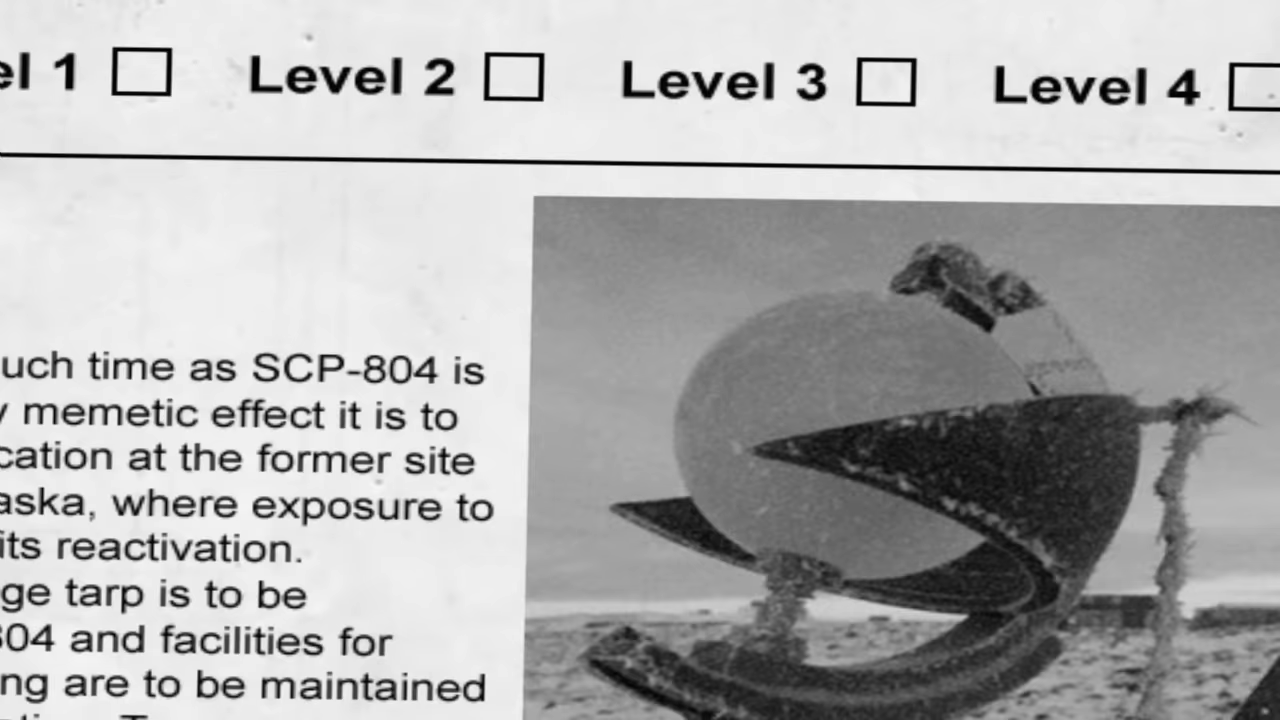 el 1 Level 2 Level 3 Level 4
uch time as SCP-804 is
memetic effect it is to
cation at the former site
aska, where exposure to
its reactivation.
ge tarp is to be
804 and facilities for
ng are to be maintained